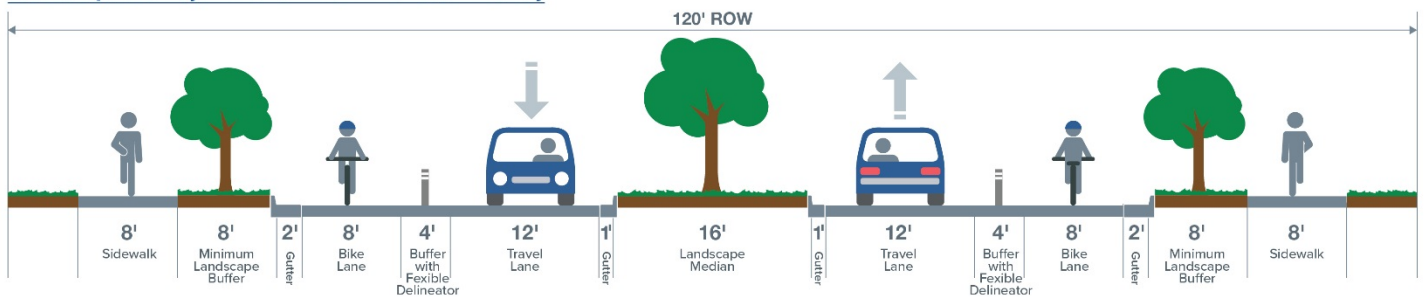 120' ROW
8'
Sidewalk
8'
Minimum
Landscape
Buffer
2'
Gutter
8'
Bike
Lane
4'
Buffer
with
Fexible
Delineator
12'
Travel
Lane
1'
Gutter
16'
Landscape
Median
1'
Gutter
12'
Travel
Lane
4'
Buffer
with
Fexible
Delineator
8'
Bike
Lane
2'
Gutter
8'
Minimum
Landscape
Buffer
8'
Sidewalk